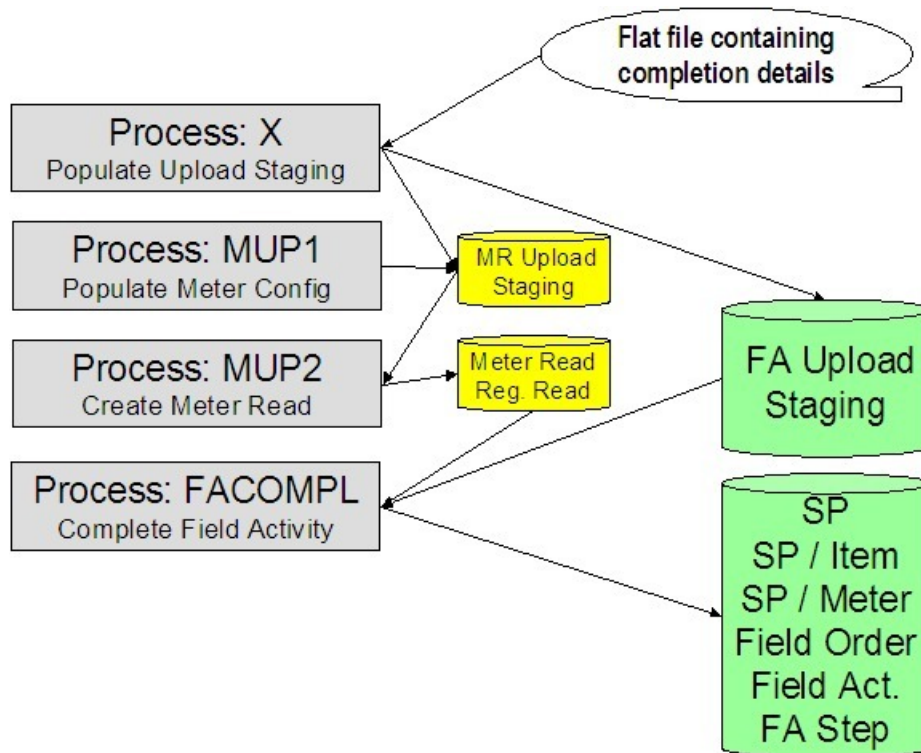 Flat file containing
completion details
Process: X
Populate Upload Staging
Process: MUP1
Populate Meter Config
MR Upload
Staging
Process: MUP2
Create Meter Read
Meter Read
Reg. Read
FA Upload
Staging
Process: FACOMPL
Complete Field Activity
SP
SP / Item
SP / Meter
Field Order
Field Act.
FA Step